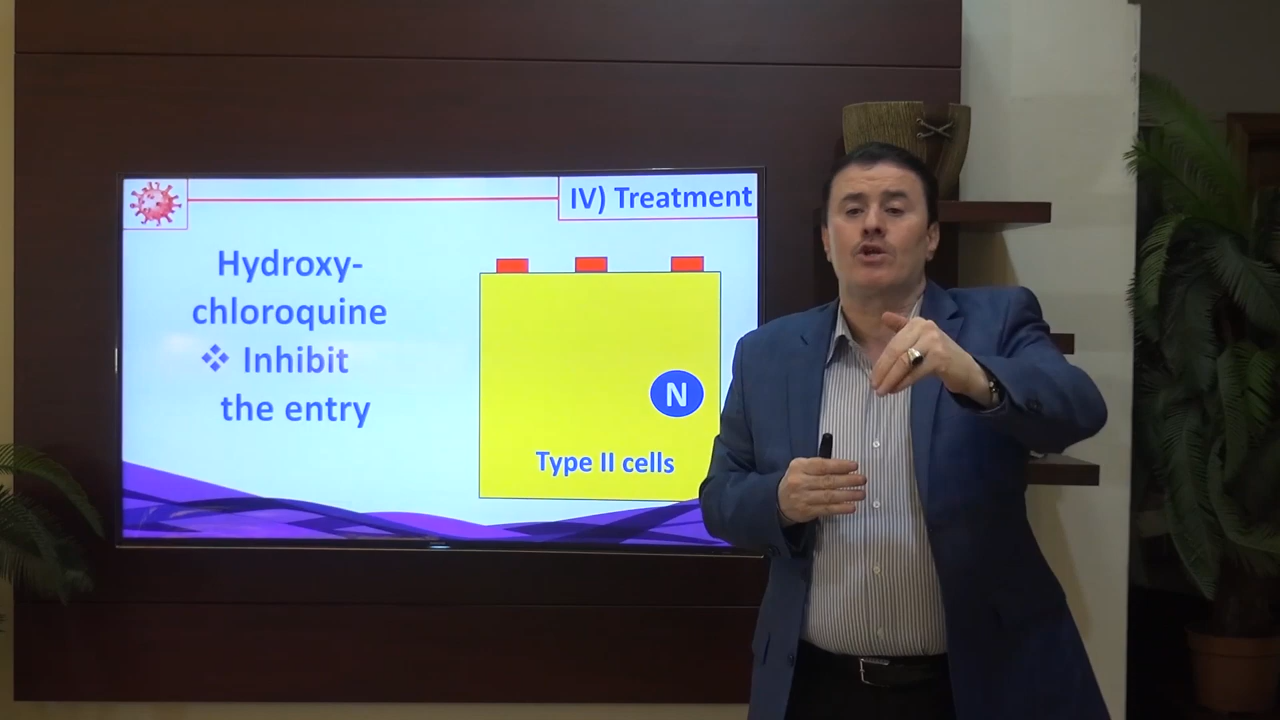 IV) Treatment
Hydroxy-
chloroquine
❖ Inhibit
the entry
N
Type II cells